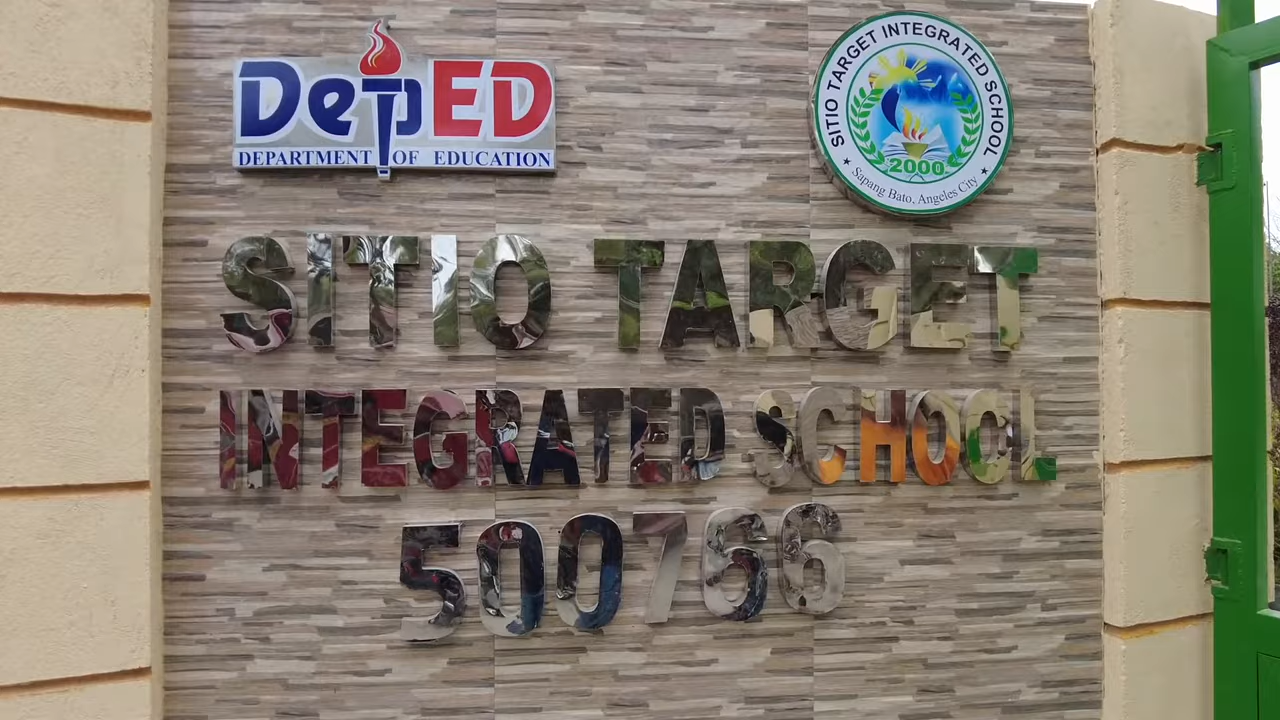 DepED
DEPARTMENT OF EDUCATION
SITIO TARGET INTEGRATED SCHOOL
2000
★ Sapang Bato, Angeles City ★
SITIO TARGET
INTEGRATED SCHOOL
500766